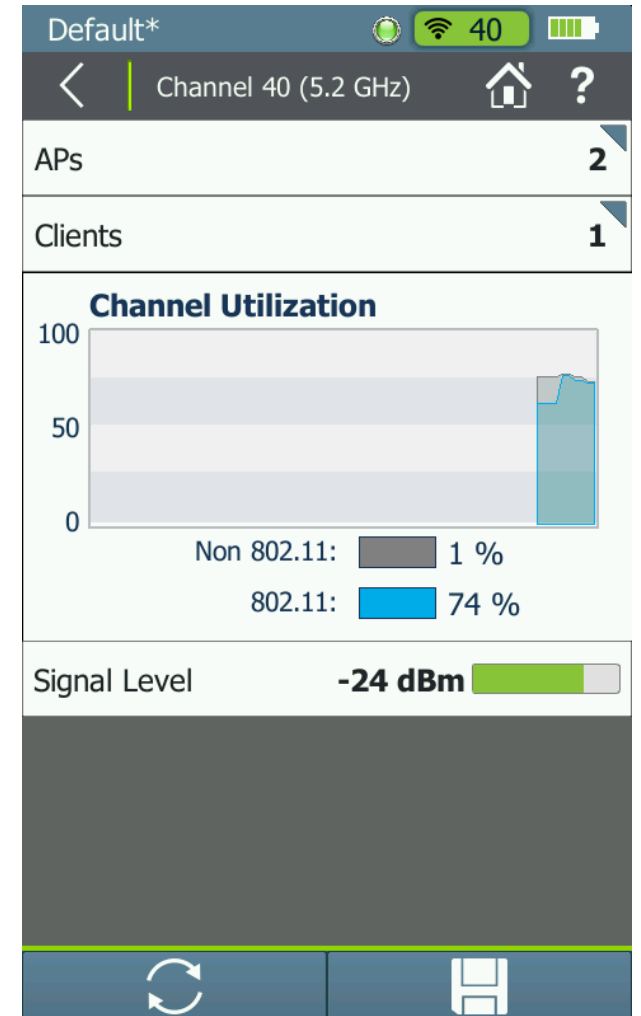 Default* 40
Channel 40 (5.2 GHz) ?
APs 2
Clients 1
Channel Utilization
100
50
0
Non 802.11: 1 %
802.11: 74 %
Signal Level -24 dBm